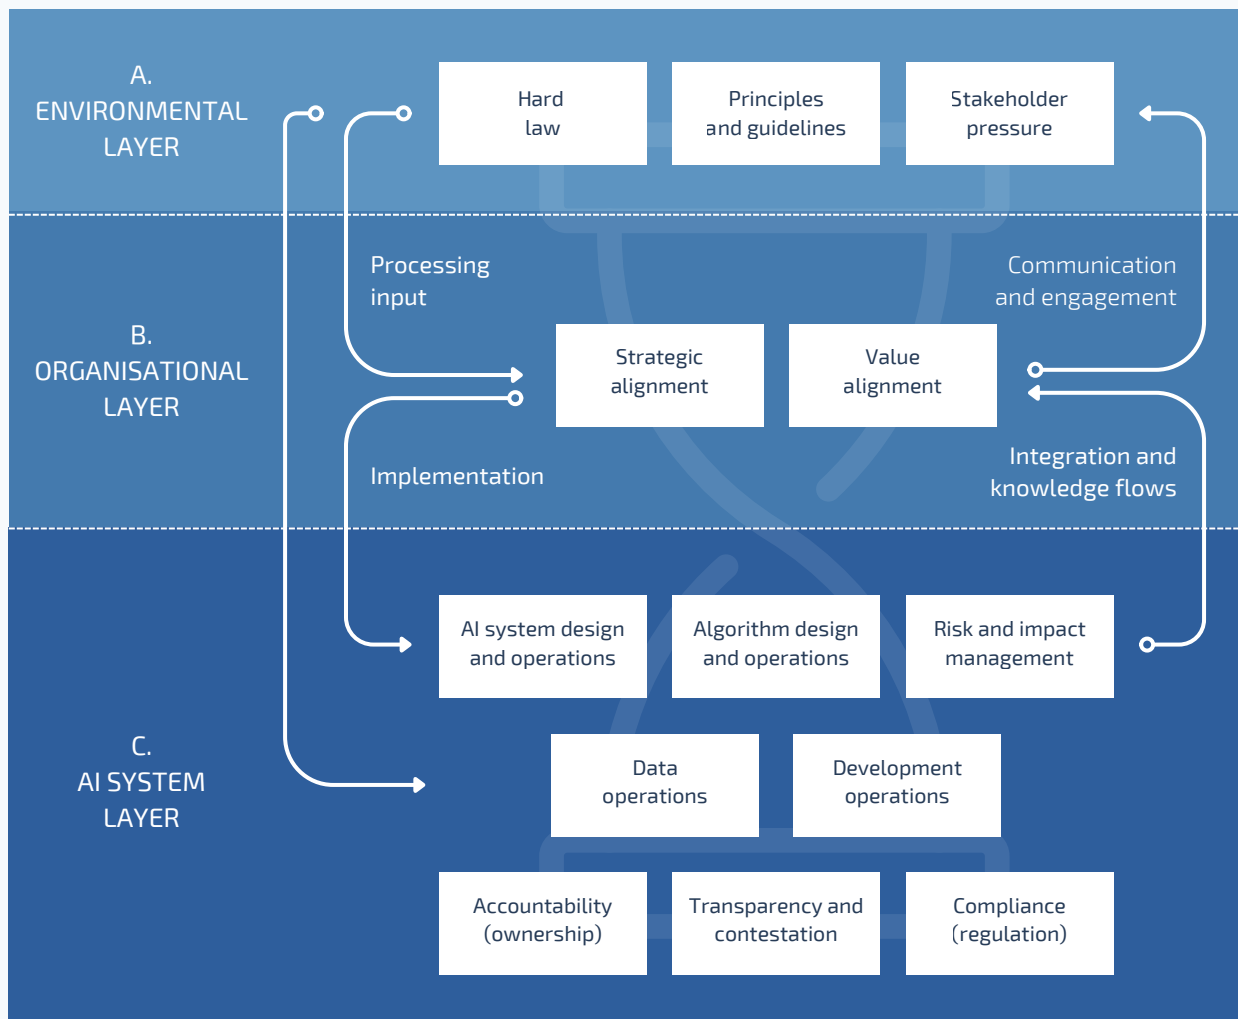 A.
ENVIRONMENTAL
LAYER
Hard
law
Principles
and guidelines
Stakeholder
pressure
Processing
input
Communication
and engagement
B.
ORGANISATIONAL
LAYER
Strategic
alignment
Value
alignment
Implementation
Integration and
knowledge flows
C.
AI SYSTEM
LAYER
AI system design
and operations
Algorithm design
and operations
Risk and impact
management
Data
operations
Development
operations
Accountability
(ownership)
Transparency and
contestation
Compliance
(regulation)